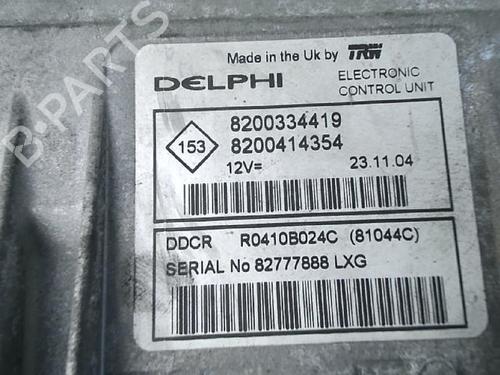 Made in the Uk by TRW
DELPHI
ELECTRONIC
CONTROL UNIT
153
8200334419
8200414354
12V=
23.11.04
DDCR R0410B024C (81044C)
SERIAL No 82777888 LXG
B-PARTS